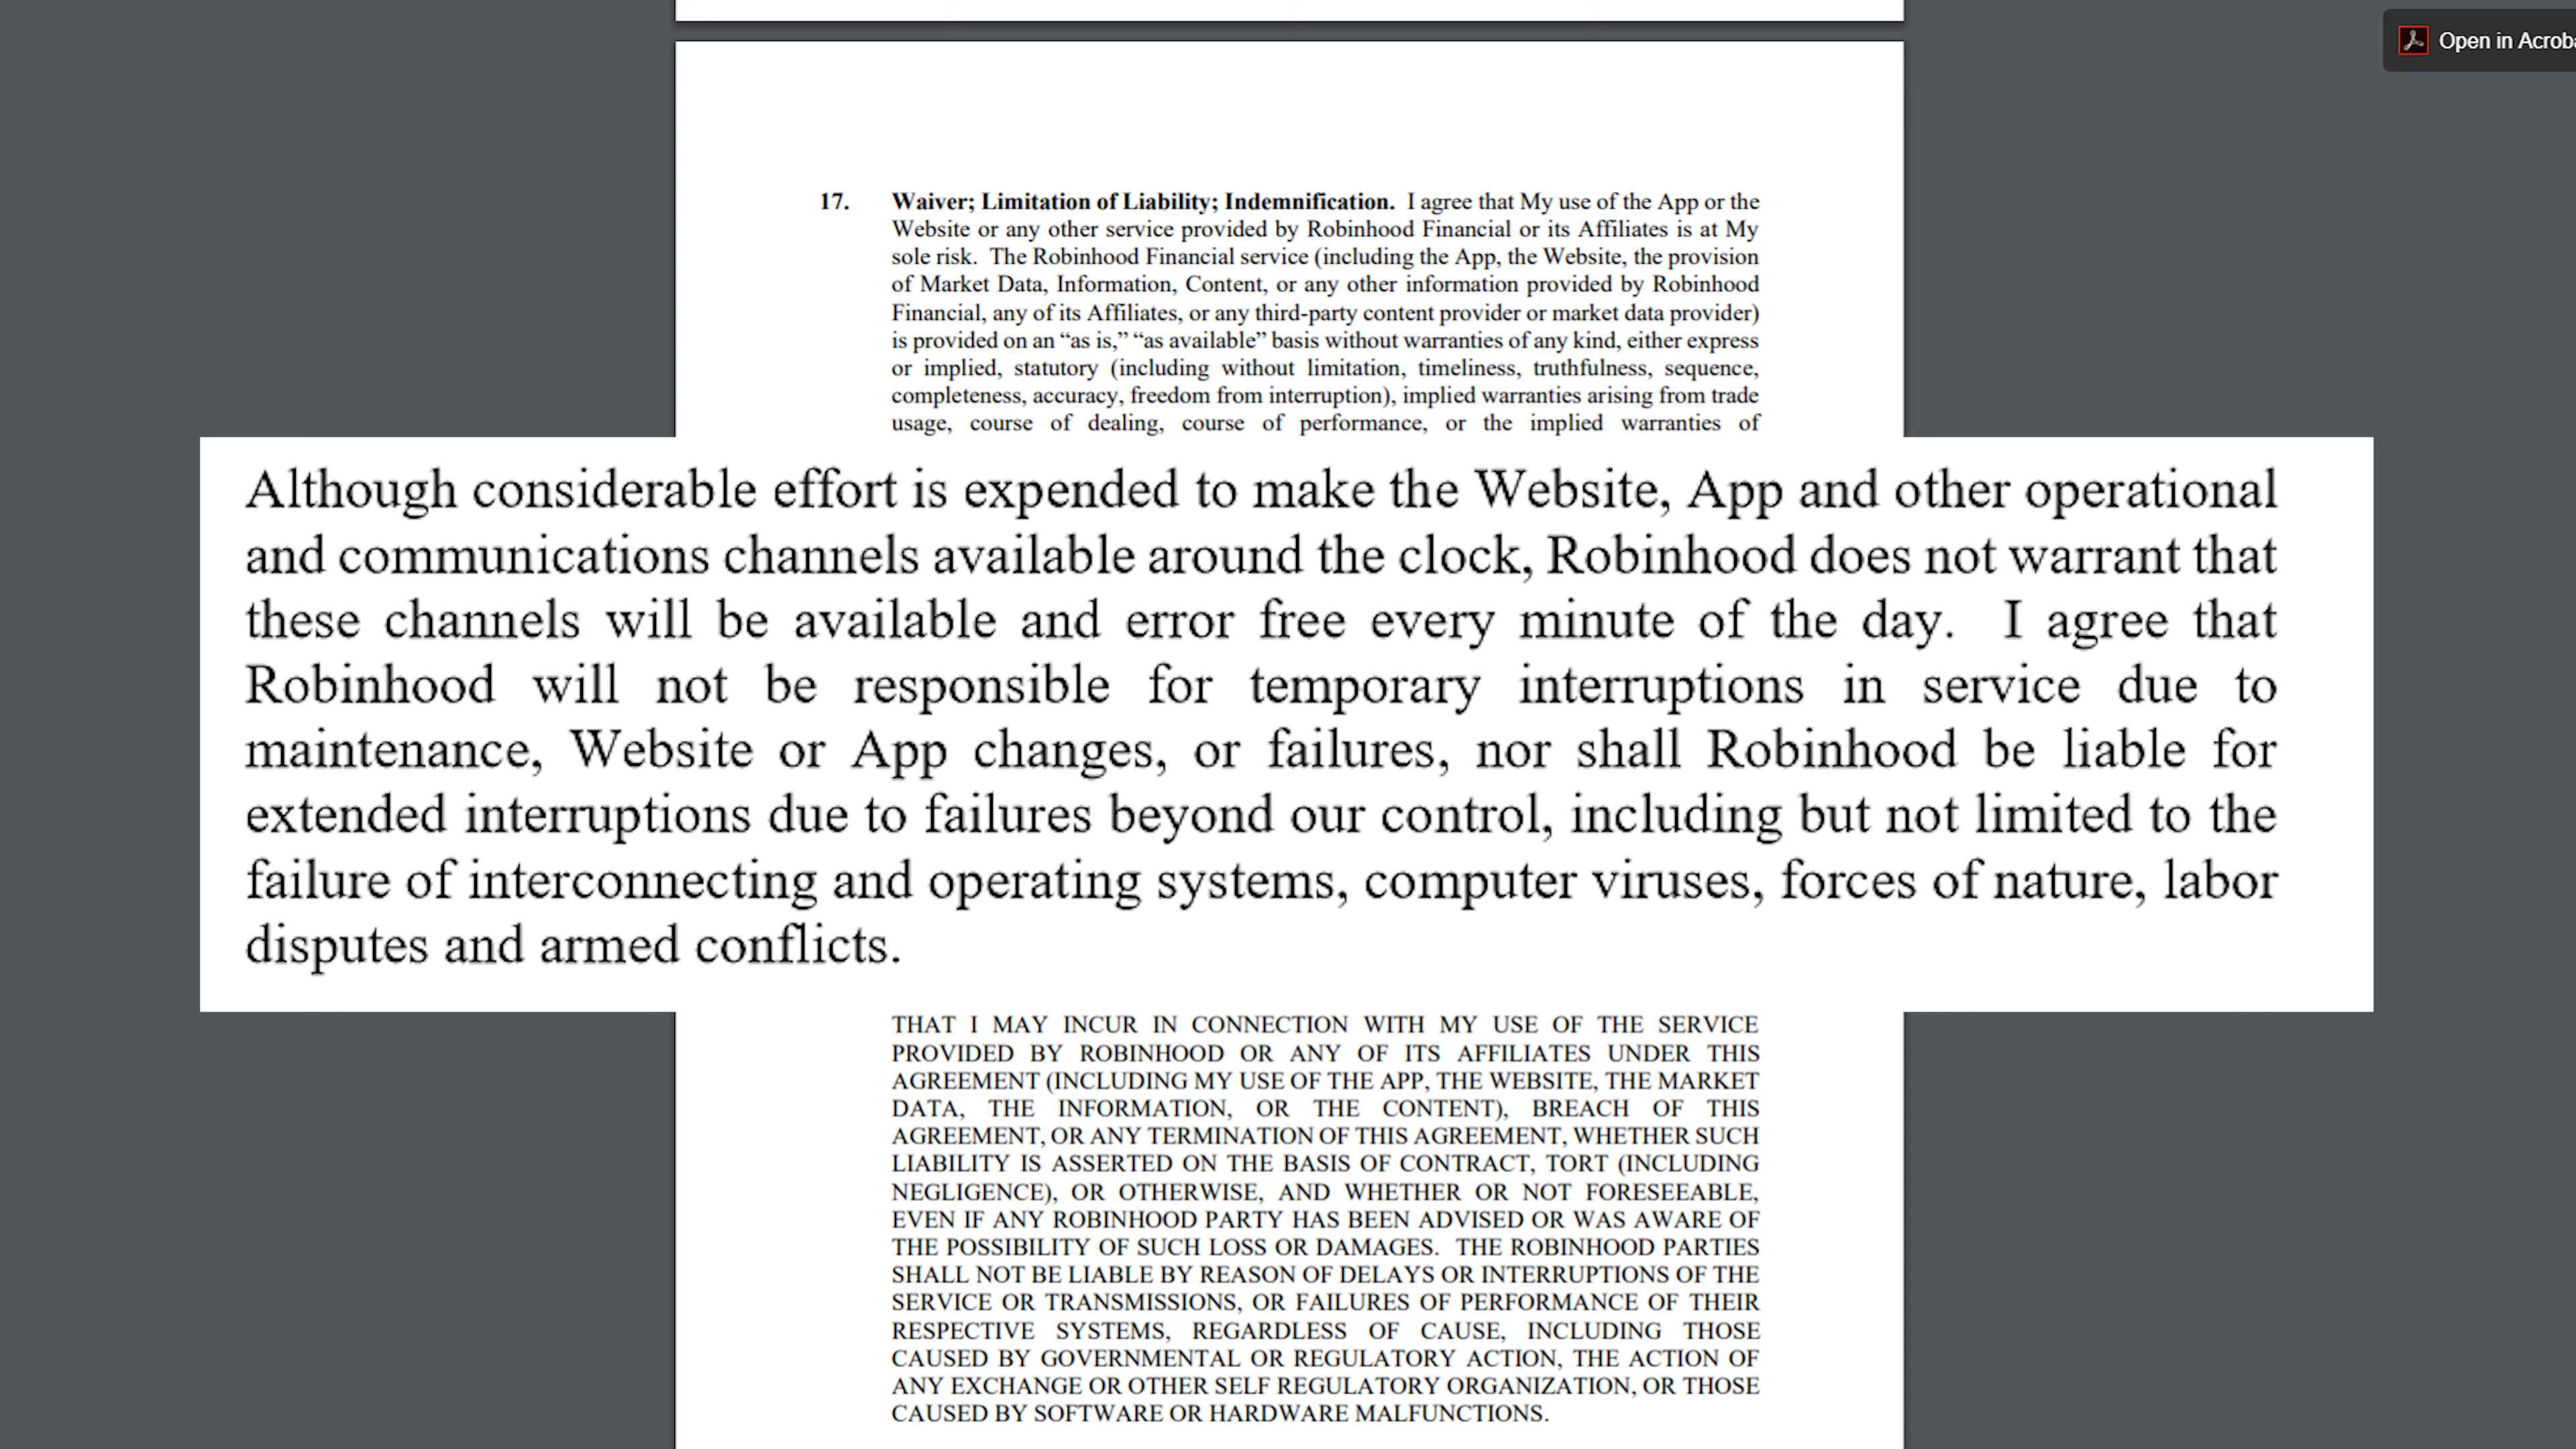 Open in Acrob
17. Waiver; Limitation of Liability; Indemnification. I agree that My use of the App or the
Website or any other service provided by Robinhood Financial or its Affiliates is at My
sole risk. The Robinhood Financial service (including the App, the Website, the provision
of Market Data, Information, Content, or any other information provided by Robinhood
Financial, any of its Affiliates, or any third-party content provider or market data provider)
is provided on an “as is,” “as available” basis without warranties of any kind, either express
or implied, statutory (including without limitation, timeliness, truthfulness, sequence,
completeness, accuracy, freedom from interruption), implied warranties arising from trade
usage, course of dealing, course of performance, or the implied warranties of
Although considerable effort is expended to make the Website, App and other operational
and communications channels available around the clock, Robinhood does not warrant that
these channels will be available and error free every minute of the day. I agree that
Robinhood will not be responsible for temporary interruptions in service due to
maintenance, Website or App changes, or failures, nor shall Robinhood be liable for
extended interruptions due to failures beyond our control, including but not limited to the
failure of interconnecting and operating systems, computer viruses, forces of nature, labor
disputes and armed conflicts.
THAT I MAY INCUR IN CONNECTION WITH MY USE OF THE SERVICE
PROVIDED BY ROBINHOOD OR ANY OF ITS AFFILIATES UNDER THIS
AGREEMENT (INCLUDING MY USE OF THE APP, THE WEBSITE, THE MARKET
DATA, THE INFORMATION, OR THE CONTENT), BREACH OF THIS
AGREEMENT, OR ANY TERMINATION OF THIS AGREEMENT, WHETHER SUCH
LIABILITY IS ASSERTED ON THE BASIS OF CONTRACT, TORT (INCLUDING
NEGLIGENCE), OR OTHERWISE, AND WHETHER OR NOT FORESEEABLE,
EVEN IF ANY ROBINHOOD PARTY HAS BEEN ADVISED OR WAS AWARE OF
THE POSSIBILITY OF SUCH LOSS OR DAMAGES. THE ROBINHOOD PARTIES
SHALL NOT BE LIABLE BY REASON OF DELAYS OR INTERRUPTIONS OF THE
SERVICE OR TRANSMISSIONS, OR FAILURES OF PERFORMANCE OF THEIR
RESPECTIVE SYSTEMS, REGARDLESS OF CAUSE, INCLUDING THOSE
CAUSED BY GOVERNMENTAL OR REGULATORY ACTION, THE ACTION OF
ANY EXCHANGE OR OTHER SELF REGULATORY ORGANIZATION, OR THOSE
CAUSED BY SOFTWARE OR HARDWARE MALFUNCTIONS.